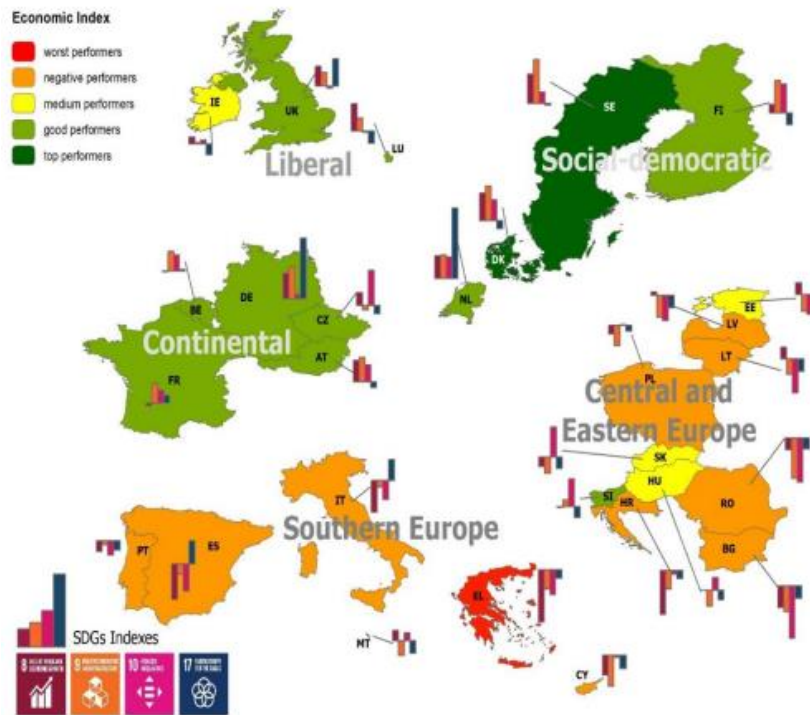 Economic Index
worst performers
negative performers
medium performers
good performers
top performers
IE
UK
LU
Liberal
SE
FI
Social-democratic
DK
NL
BE
DE
CZ
Continental
AT
FR
EE
LV
LT
PL
Central and
Eastern Europe
SK
HU
SI
HR
RO
BG
IT
PT
ES
Southern Europe
EL
MT
CY
SDGs Indexes
8
9
10
17